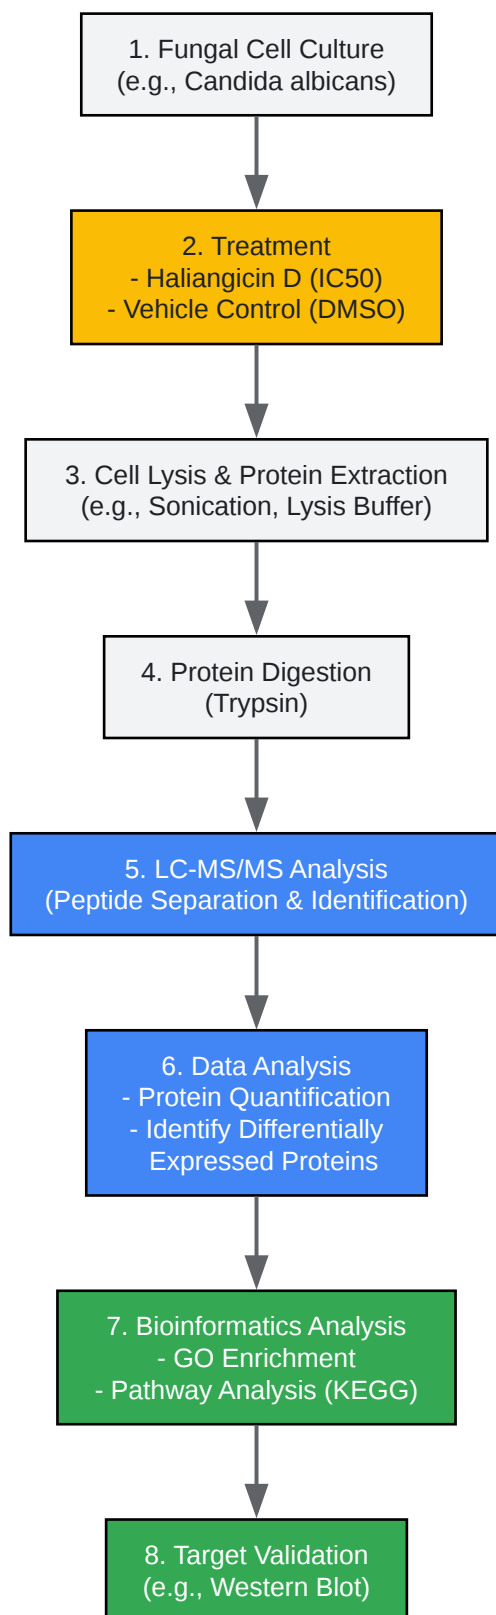 1. Fungal Cell Culture
(e.g., Candida albicans)
2. Treatment
- Haliangicin D (IC50)
- Vehicle Control (DMSO)
3. Cell Lysis & Protein Extraction
(e.g., Sonication, Lysis Buffer)
4. Protein Digestion
(Trypsin)
5. LC-MS/MS Analysis
(Peptide Separation & Identification)
6. Data Analysis
- Protein Quantification
- Identify Differentially
Expressed Proteins
7. Bioinformatics Analysis
- GO Enrichment
- Pathway Analysis (KEGG)
8. Target Validation
(e.g., Western Blot)